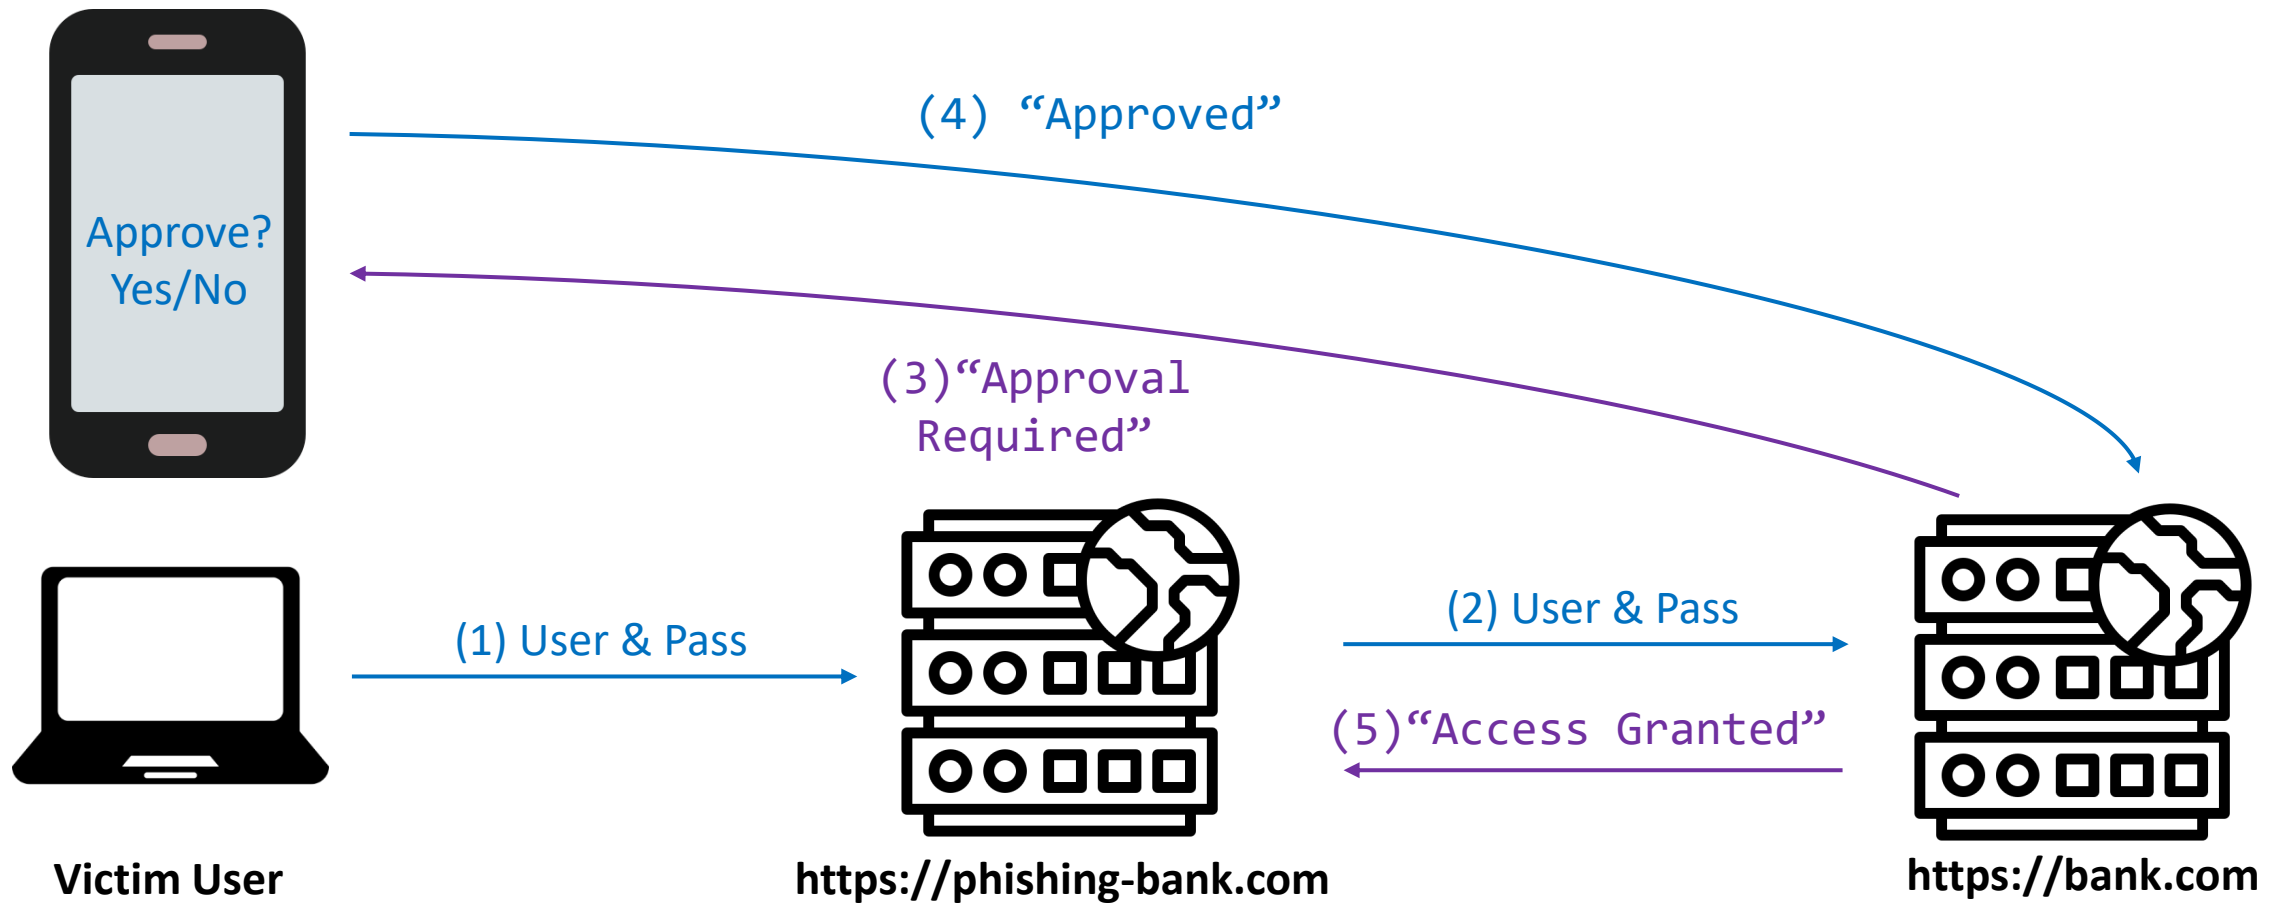 (4) “Approved”
Approve?
Yes/No
(3)“Approval
Required”
(1) User & Pass
(2) User & Pass
(5)“Access Granted”
Victim User
https://phishing-bank.com
https://bank.com